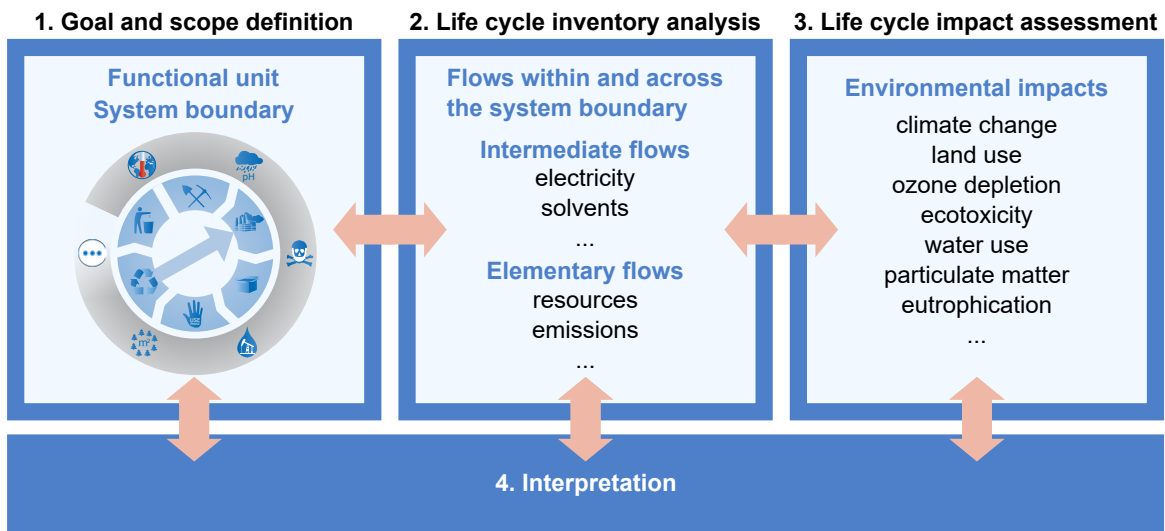 1. Goal and scope definition
Functional unit
System boundary
pH
m²
USE
2. Life cycle inventory analysis
Flows within and across
the system boundary
Intermediate flows
electricity
solvents
...
Elementary flows
resources
emissions
...
3. Life cycle impact assessment
Environmental impacts
climate change
land use
ozone depletion
ecotoxicity
water use
particulate matter
eutrophication
...
4. Interpretation